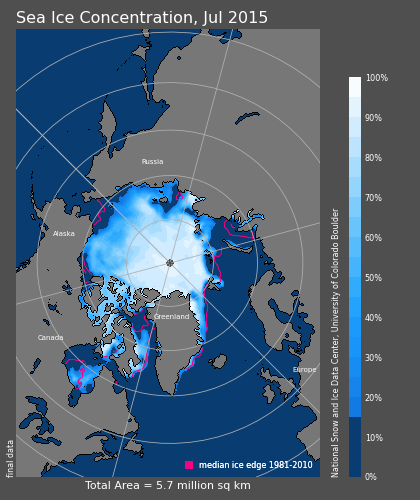 Sea Ice Concentration, Jul 2015
Russia
Alaska
Greenland
Canada
Europe
median ice edge 1981-2010
Total Area = 5.7 million sq km
final data
National Snow and Ice Data Center, University of Colorado Boulder
100%
90%
80%
70%
60%
50%
40%
30%
20%
10%
0%